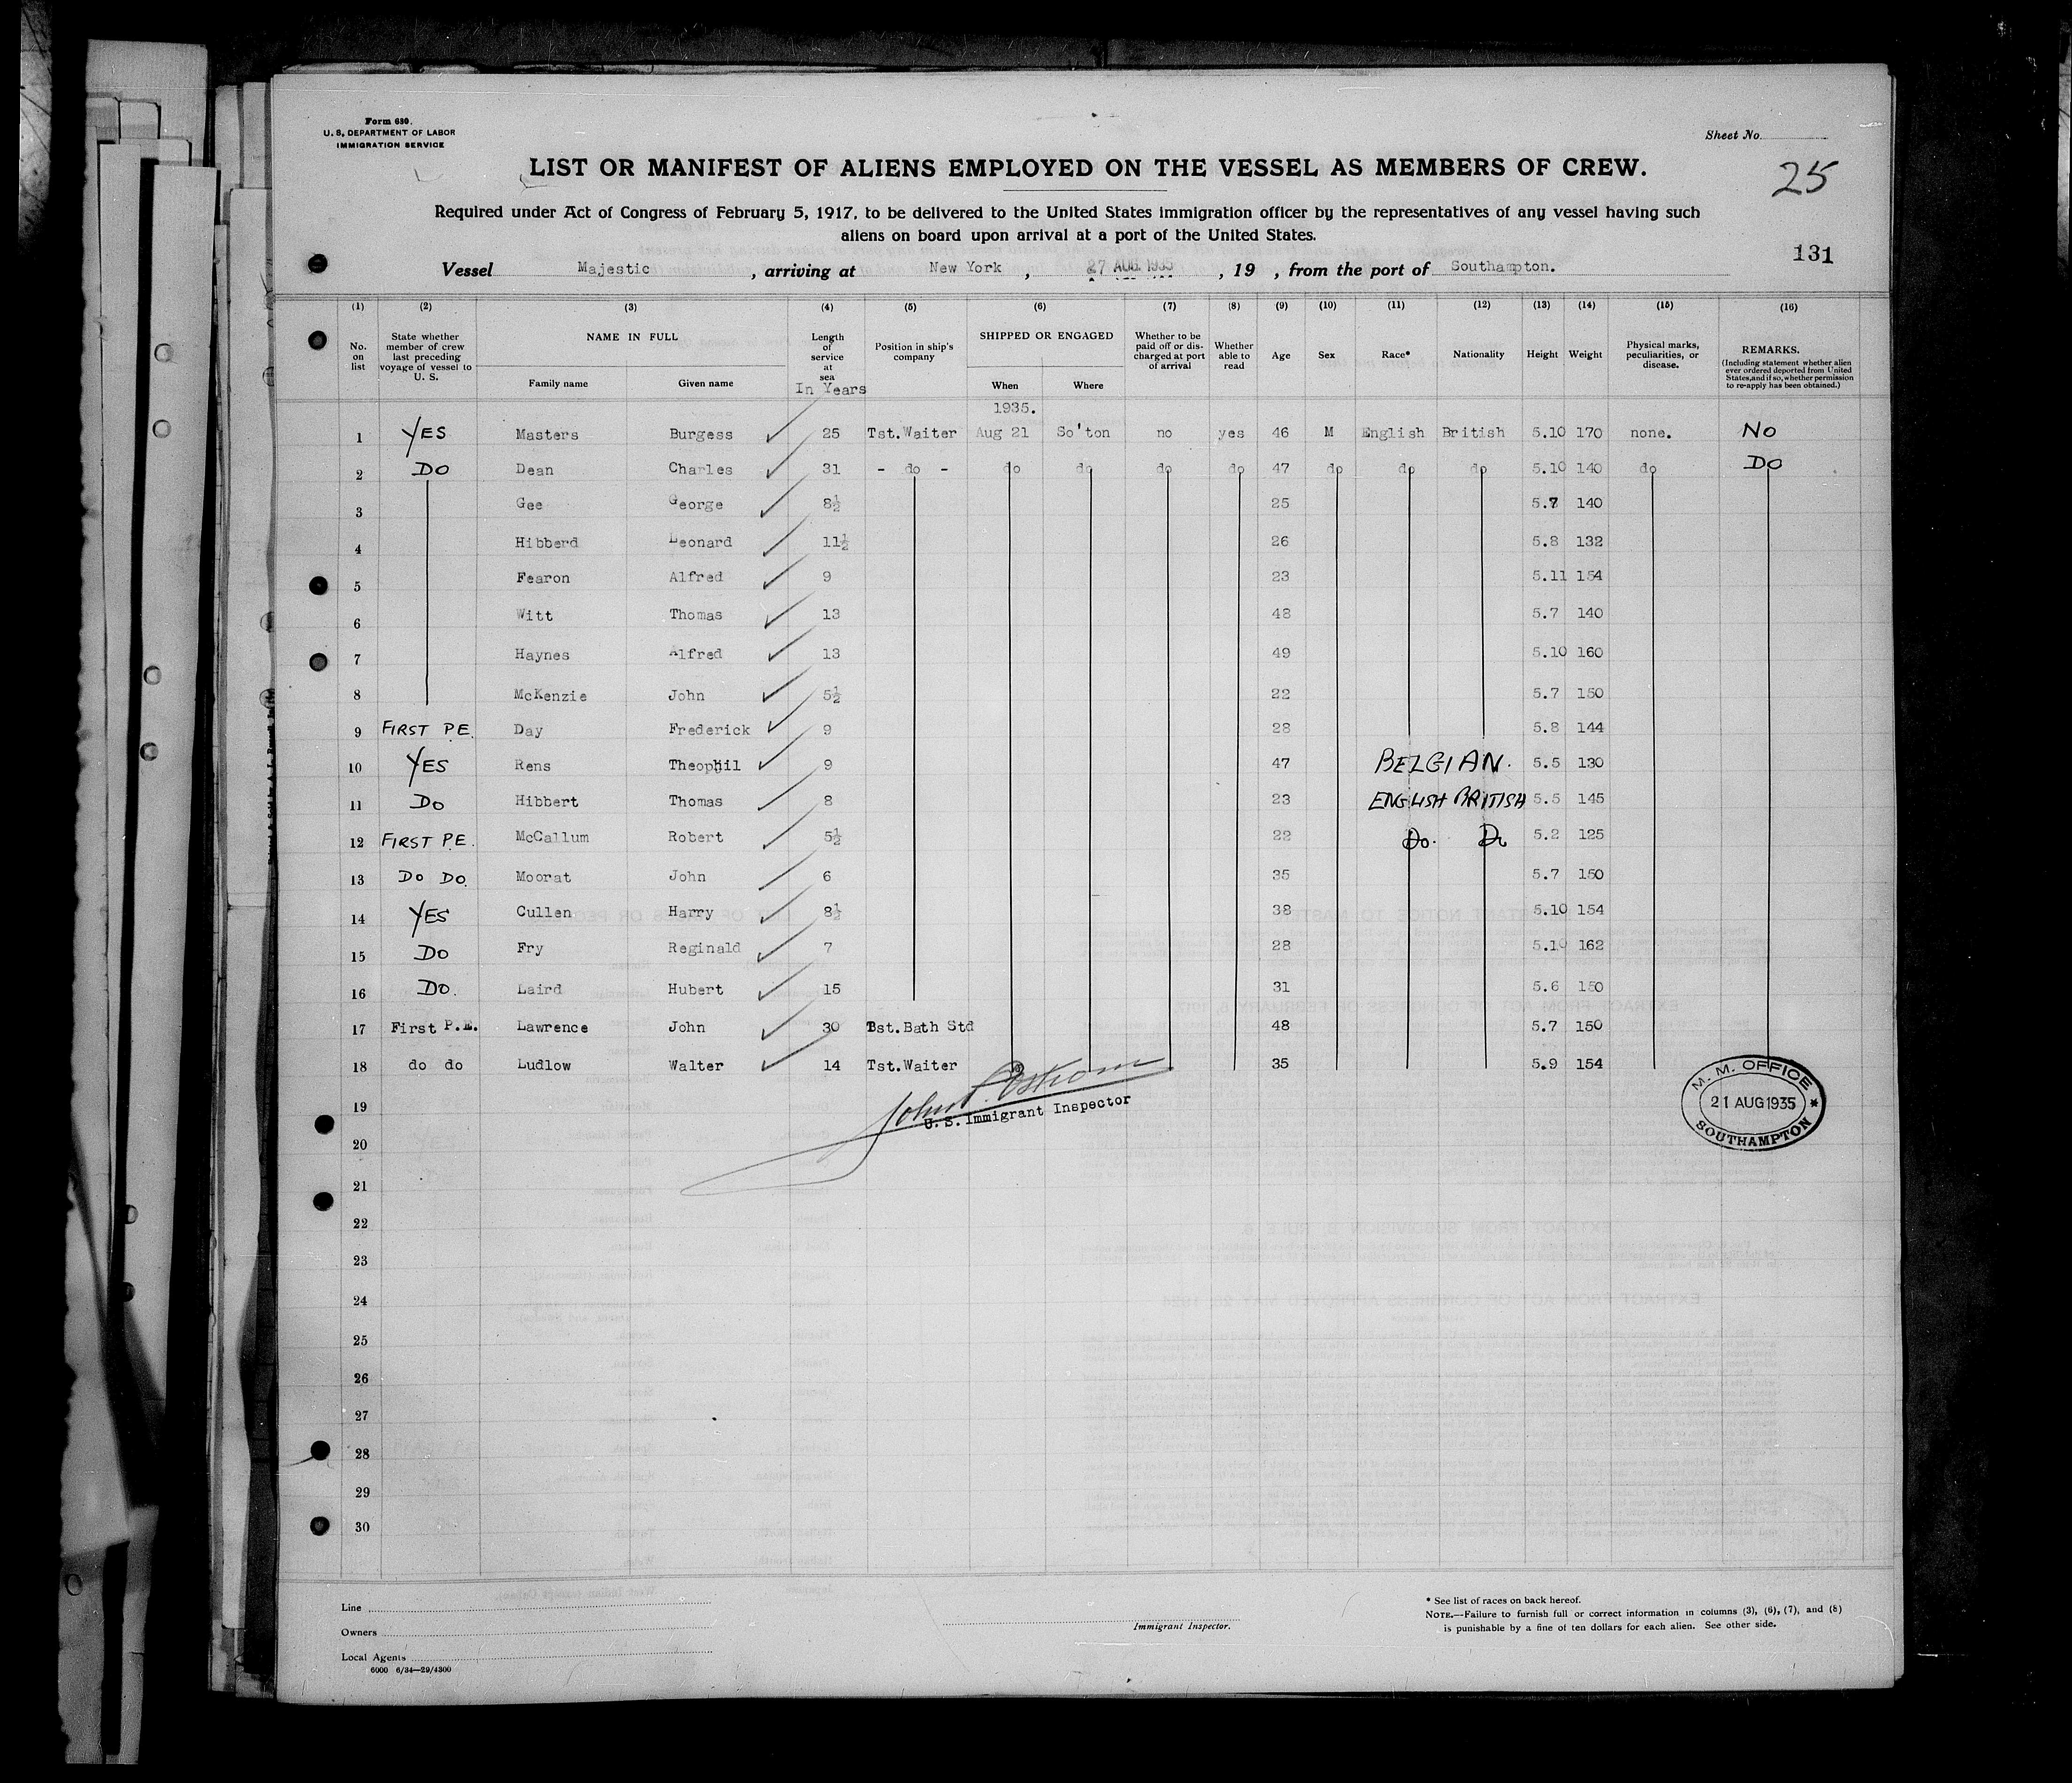 Form 680.
U. S. DEPARTMENT OF LABOR
IMMIGRATION SERVICE
Sheet No.
LIST OR MANIFEST OF ALIENS EMPLOYED ON THE VESSEL AS MEMBERS OF CREW.
25
Required under Act of Congress of February 5, 1917, to be delivered to the United States immigration officer by the representatives of any vessel having such
aliens on board upon arrival at a port of the United States.
131
Vessel Majestic , arriving at New York , 27 AUG 1935 , 19 , from the port of Southampton.
(1) (2) (3) (4) (5) (6) (7) (8) (9) (10) (11) (12) (13) (14) (15) (16)
No. on list State whether member of crew last preceding voyage of vessel to U. S. NAME IN FULL Family name Given name Length of service at sea In Years Position in ship's company SHIPPED OR ENGAGED When Where Whether to be paid off or discharged at port of arrival Whether able to read Age Sex Race* Nationality Height Weight Physical marks, peculiarities, or disease. REMARKS. (Including statement whether alien ever ordered deported from United States, and if so, whether permission to re-apply has been obtained.)
1935.
1 YES Masters Burgess 25 Tst.Waiter Aug 21 So'ton no yes 46 M English British 5.10 170 none. NO
2 DO Dean Charles 31 - do - do do do do 47 do do do 5.10 140 do DO
3 Gee George 8½ 25 5.7 140
4 Hibberd Leonard 11½ 26 5.8 132
5 Fearon Alfred 9 23 5.11 154
6 Witt Thomas 13 48 5.7 140
7 Haynes Alfred 13 49 5.10 160
8 McKenzie John 5½ 22 5.7 150
9 FIRST P.E. Day Frederick 9 28 5.8 144
10 YES Rens Theophil 9 47 BELGIAN. 5.5 130
11 DO Hibbert Thomas 8 23 ENGLISH BRITISH 5.5 145
12 FIRST P.E. McCallum Robert 5½ 22 Do. Do 5.2 125
13 DO DO. Moorat John 6 35 5.7 150
14 YES Cullen Harry 8½ 38 5.10 154
15 DO Fry Reginald 7 28 5.10 162
16 DO. Laird Hubert 15 31 5.6 150
17 First P.E. Lawrence John 30 Bst.Bath Std 48 5.7 150
18 do do Ludlow Walter 14 Tst.Waiter 35 5.9 154
19
U.S. Immigrant Inspector
M. M. OFFICE
21 AUG 1935
SOUTHAMPTON
20
21
22
23
24
25
26
27
28
29
30
Line
Owners
Local Agents
6000 6/34—29/4300
Immigrant Inspector.
* See list of races on back hereof.
NOTE.—Failure to furnish full or correct information in columns (3), (6), (7), and (8)
is punishable by a fine of ten dollars for each alien. See other side.